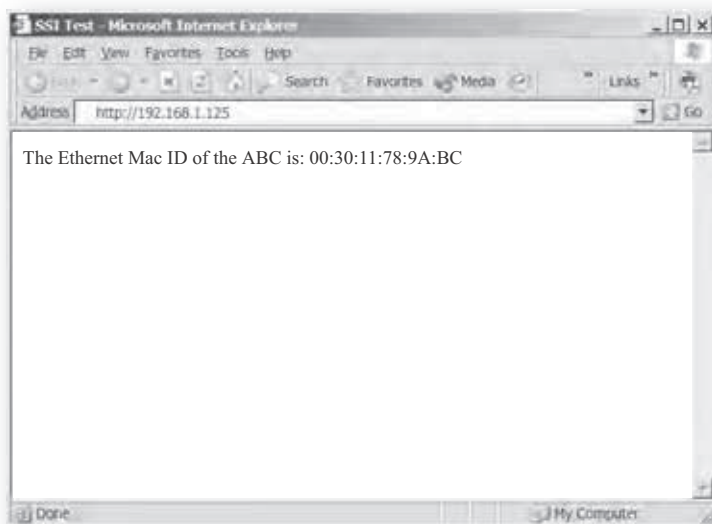 SSI Test - Microsoft Internet Explorer
File Edit View Favorites Tools Help
Back Search Favorites Media Links
Address http://192.168.1.125 Go
The Ethernet Mac ID of the ABC is: 00:30:11:78:9A:BC
Done My Computer